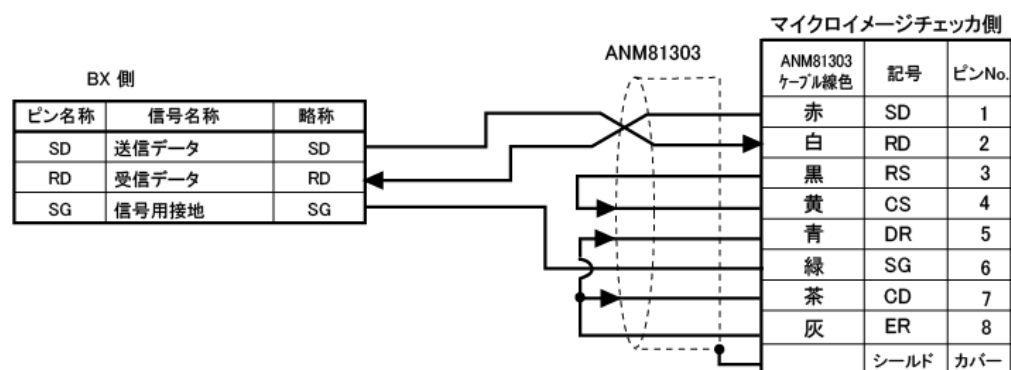 マイクロイメージチェッカ側
ANM81303
BX 側
ピン名称 信号名称 略称
SD 送信データ SD
RD 受信データ RD
SG 信号用接地 SG
ANM81303
ケーブル線色 記号 ピンNo.
赤 SD 1
白 RD 2
黒 RS 3
黄 CS 4
青 DR 5
緑 SG 6
茶 CD 7
灰 ER 8
シールド カバー